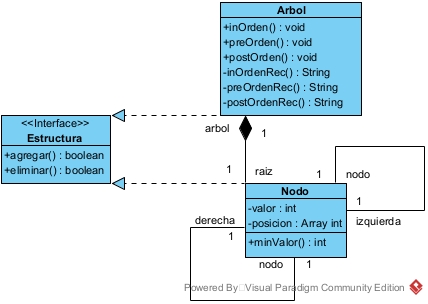 Arbol
+inOrden() : void
+preOrden() : void
+postOrden() : void
-inOrdenRec() : String
-preOrdenRec() : String
-postOrdenRec() : String
<<Interface>>
Estructura
+agregar() : boolean
+eliminar() : boolean
arbol
1
1
raiz
1
nodo
Nodo
-valor : int
-posicion : Array int
+minValor() : int
1
izquierda
derecha
1
nodo
1
Powered By Visual Paradigm Community Edition